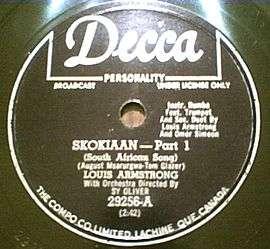 Decca
PERSONALITY
BROADCAST UNDER LICENSE ONLY
Instr. Rumba
Feat. Trumpet
And Sax. Duet By
Louis Armstrong
And Omer Simeon
SKOKIAAN — Part 1
(South African Song)
(August Msarurgwa-Tom Glazer)
LOUIS ARMSTRONG
With Orchestra Directed By
SY OLIVER
29256-A
(2:42)
THE COMPO CO. LIMITED, LACHINE QUE. CANADA.